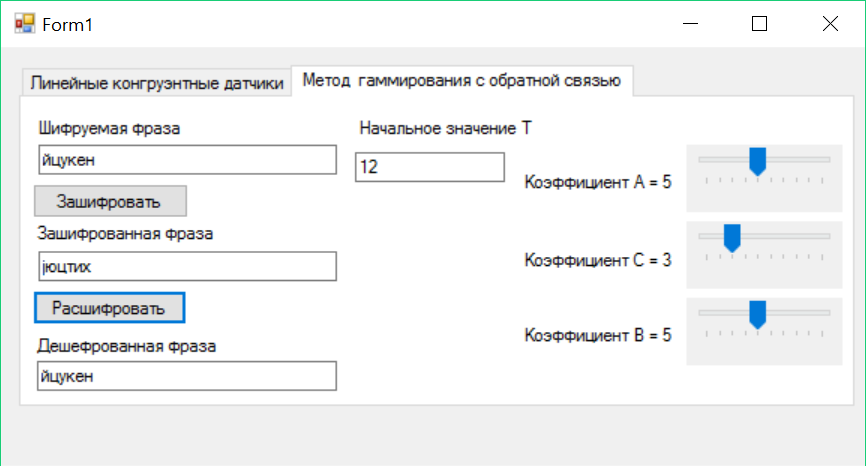 Form1
Линейные конгруэнтные датчики
Метод гаммирования с обратной связью
Шифруемая фраза
Начальное значение T
йцукен
12
Коэффициент A = 5
Зашифровать
Зашифрованная фраза
Коэффициент C = 3
јюцтих
Расшифровать
Коэффициент B = 5
Дешефрованная фраза
йцукен